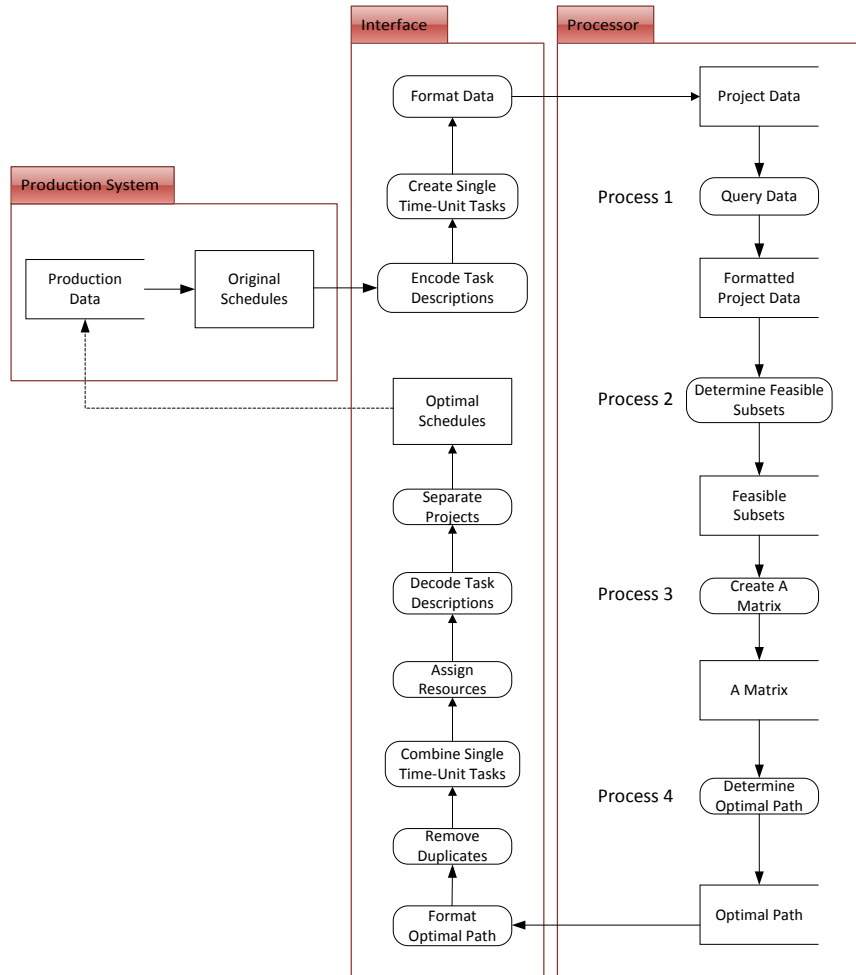 Interface
Processor
Format Data
Project Data
Create Single
Time-Unit Tasks
Process 1
Query Data
Production System
Production
Data
Original
Schedules
Encode Task
Descriptions
Formatted
Project Data
Optimal
Schedules
Process 2
Determine Feasible
Subsets
Separate
Projects
Feasible
Subsets
Decode Task
Descriptions
Process 3
Create A
Matrix
Assign
Resources
A Matrix
Combine Single
Time-Unit Tasks
Process 4
Determine
Optimal Path
Remove
Duplicates
Format
Optimal Path
Optimal Path